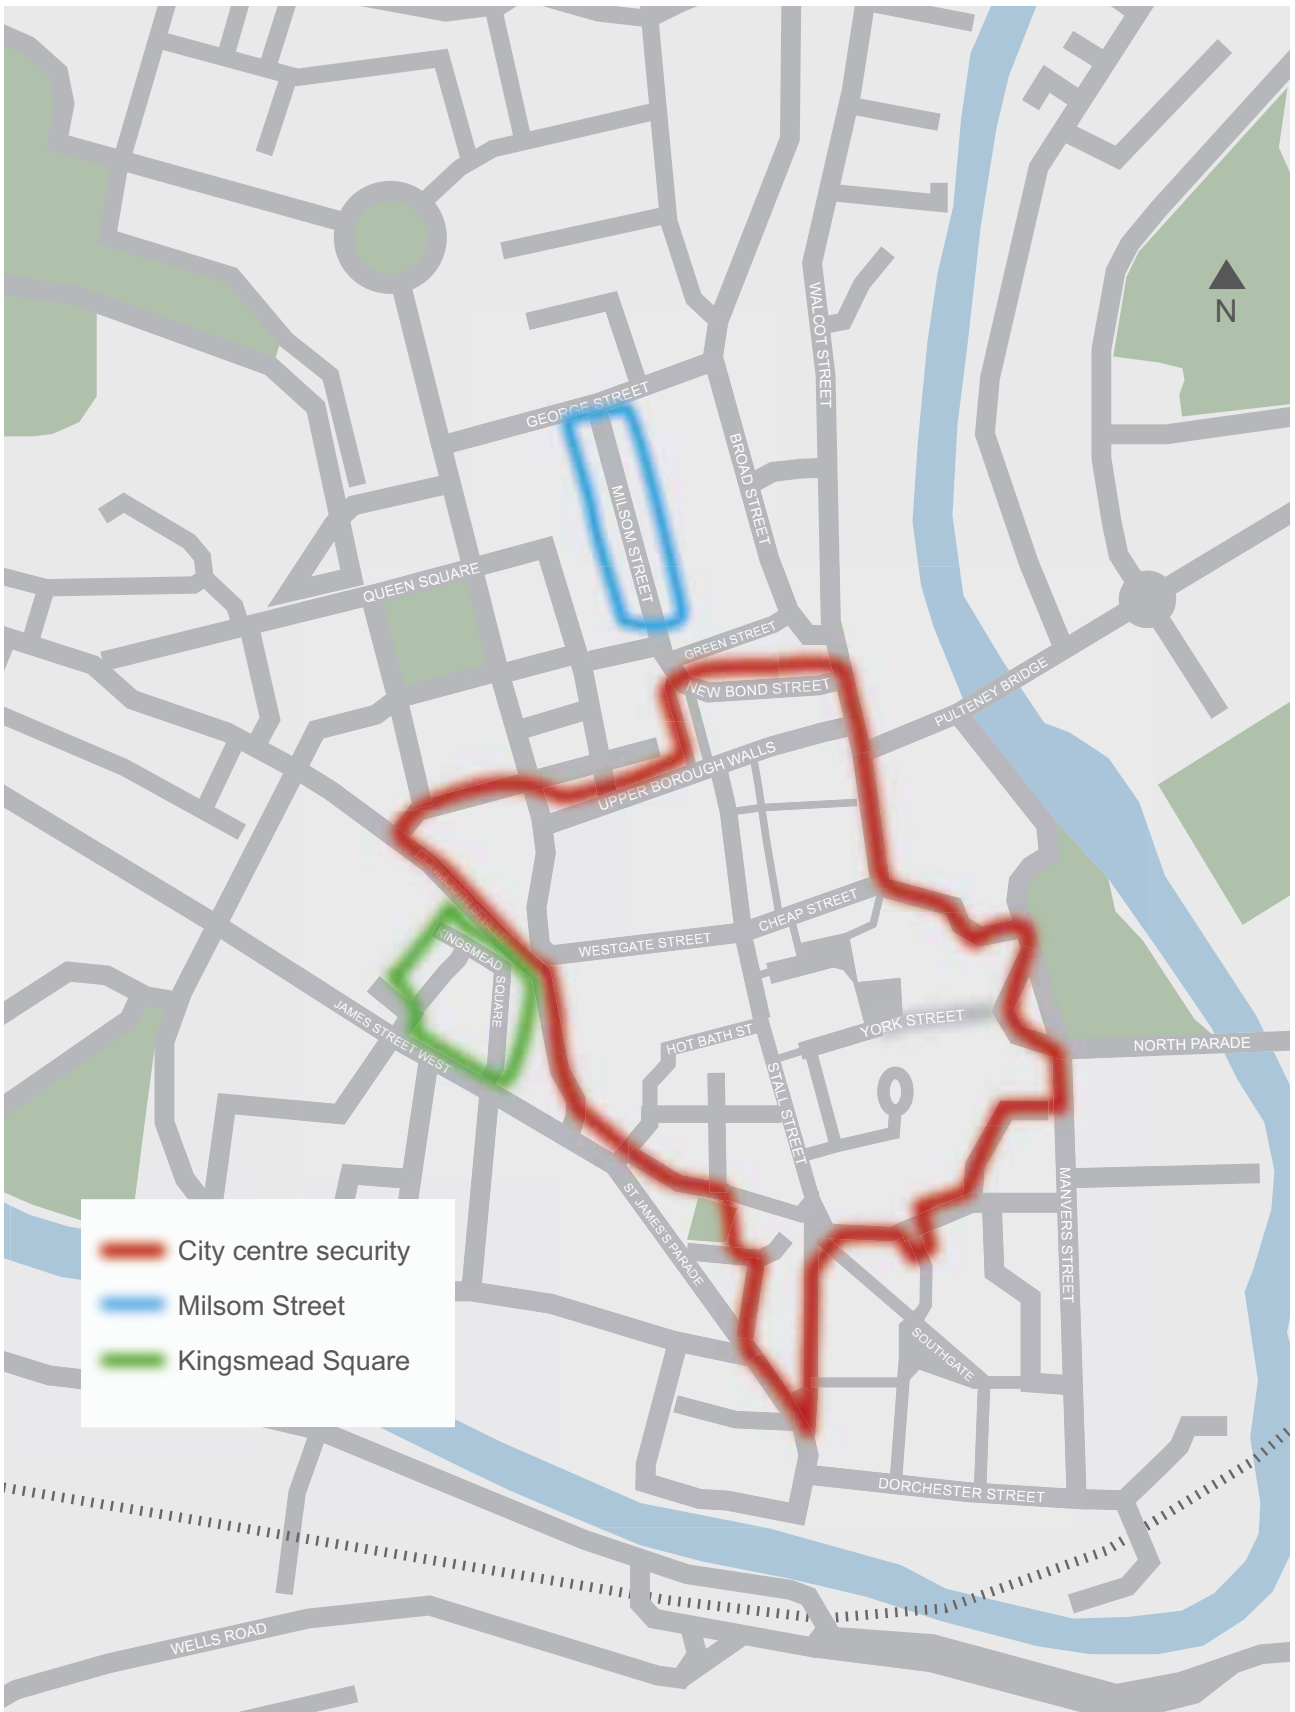 N
WALCOT STREET
GEORGE STREET
BROAD STREET
MILSOM STREET
QUEEN SQUARE
GREEN STREET
NEW BOND STREET
PULTENEY BRIDGE
UPPER BOROUGH WALLS
CHEAP STREET
WESTGATE STREET
KINGSMEAD
SQUARE
JAMES STREET WEST
YORK STREET
HOT BATH ST
NORTH PARADE
STALL STREET
ST JAMES'S PARADE
MANVERS STREET
SOUTHGATE
DORCHESTER STREET
WELLS ROAD
City centre security
Milsom Street
Kingsmead Square